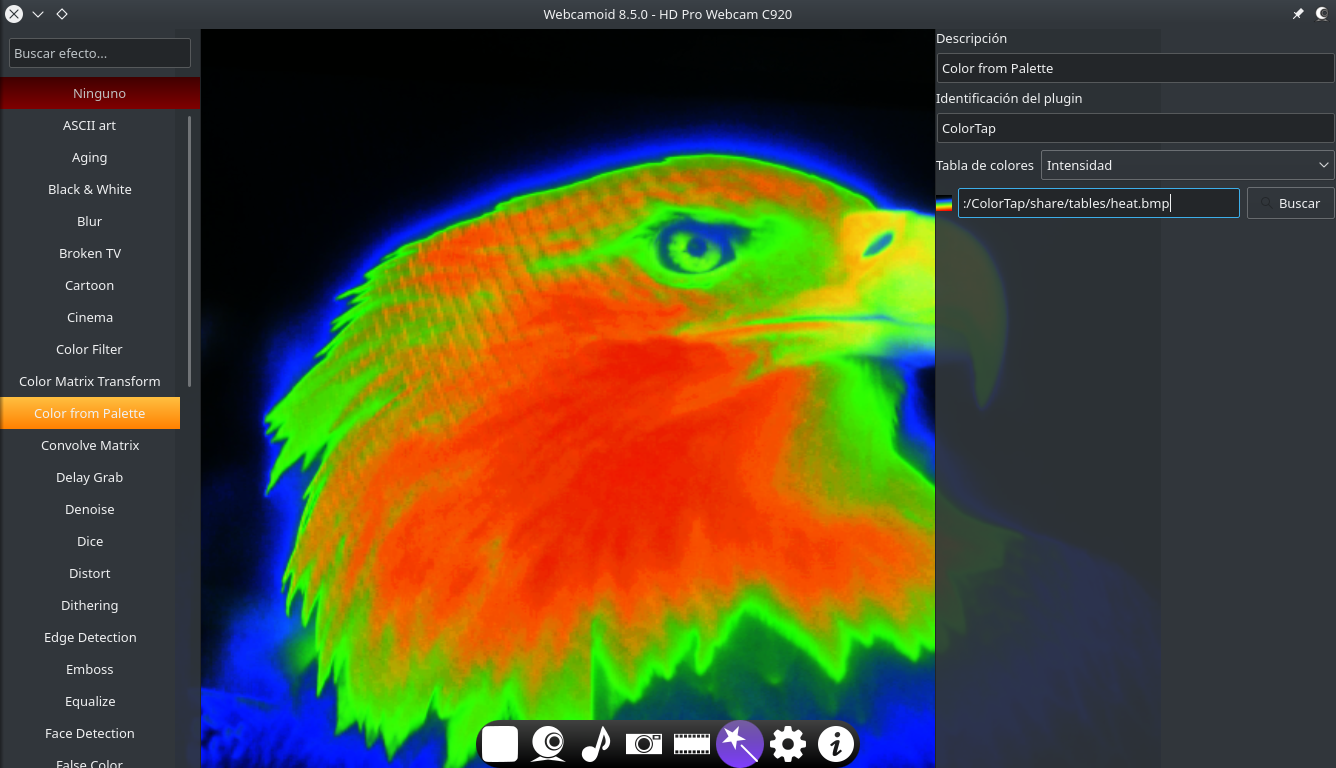 Webcamoid 8.5.0 - HD Pro Webcam C920
Buscar efecto...
Ninguno
ASCII art
Aging
Black & White
Blur
Broken TV
Cartoon
Cinema
Color Filter
Color Matrix Transform
Color from Palette
Convolve Matrix
Delay Grab
Denoise
Dice
Distort
Dithering
Edge Detection
Emboss
Equalize
Face Detection
False Color
Descripción
Color from Palette
Identificación del plugin
ColorTap
Tabla de colores Intensidad
:/ColorTap/share/tables/heat.bmp Buscar